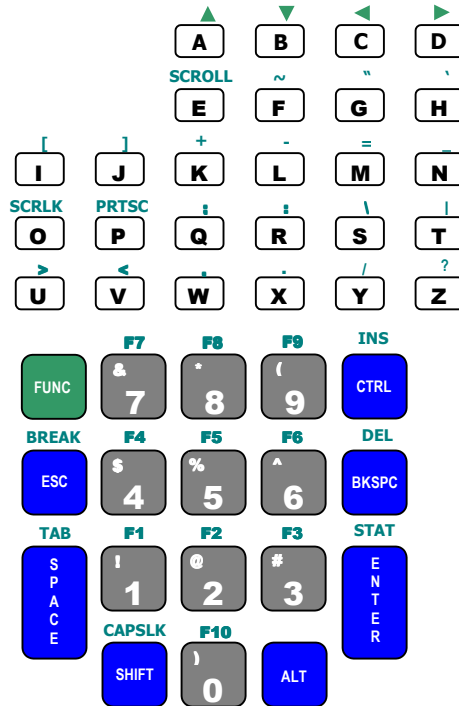 ▲ ▼ ◄ ►
A B C D
SCROLL ~ " `
E F G H
[ ] + - = _
I J K L M N
SCRLK PRTSC ; : \ |
O P Q R S T
> < , . / ?
U V W X Y Z
F7 F8 F9 INS
FUNC & 7 * 8 ( 9 CTRL
BREAK F4 F5 F6 DEL
ESC $ 4 % 5 ^ 6 BKSPC
TAB F1 F2 F3 STAT
SPACE ! 1 @ 2 # 3 ENTER
CAPSLK F10
SHIFT ) 0 ALT